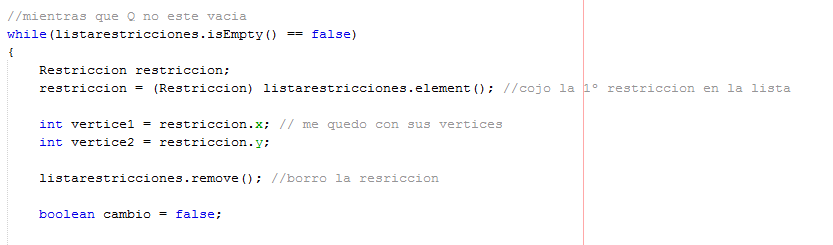 //mientras que Q no este vacia
while(listarestricciones.isEmpty() == false)
{
Restriccion restriccion;
restriccion = (Restriccion) listarestricciones.element(); //cojo la 1º restriccion en la lista
int vertice1 = restriccion.x; // me quedo con sus vertices
int vertice2 = restriccion.y;
listarestricciones.remove(); //borro la resriccion
boolean cambio = false;